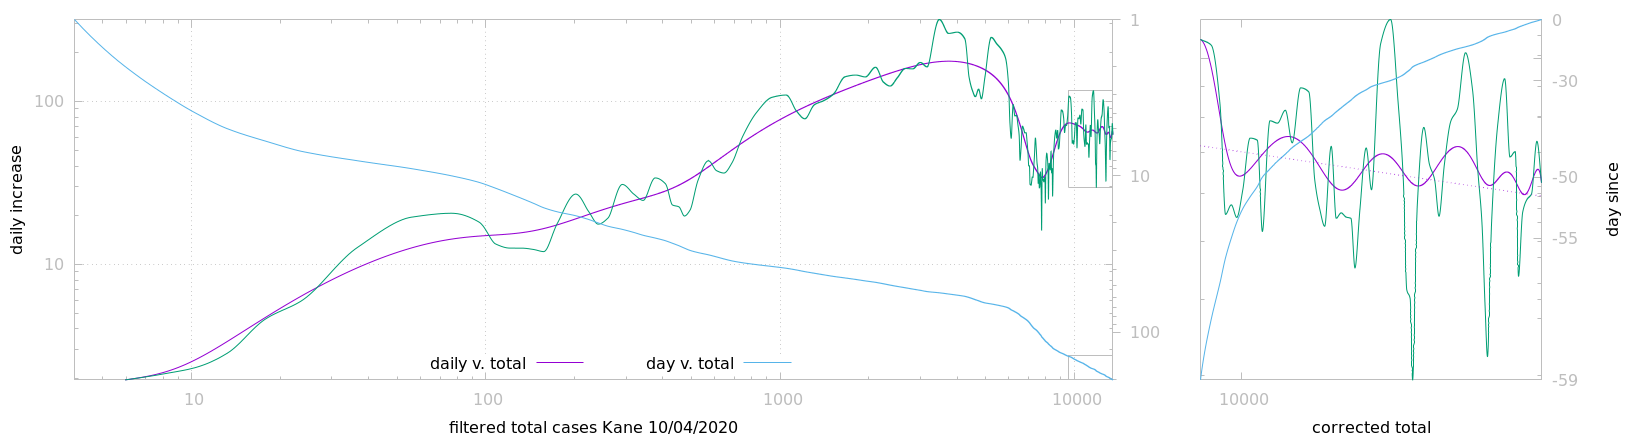 daily increase
100
10
10
100
1000
10000
1
10
100
daily v. total
day v. total
filtered total cases Kane 10/04/2020
0
-30
-50
-55
-59
10000
day since
corrected total